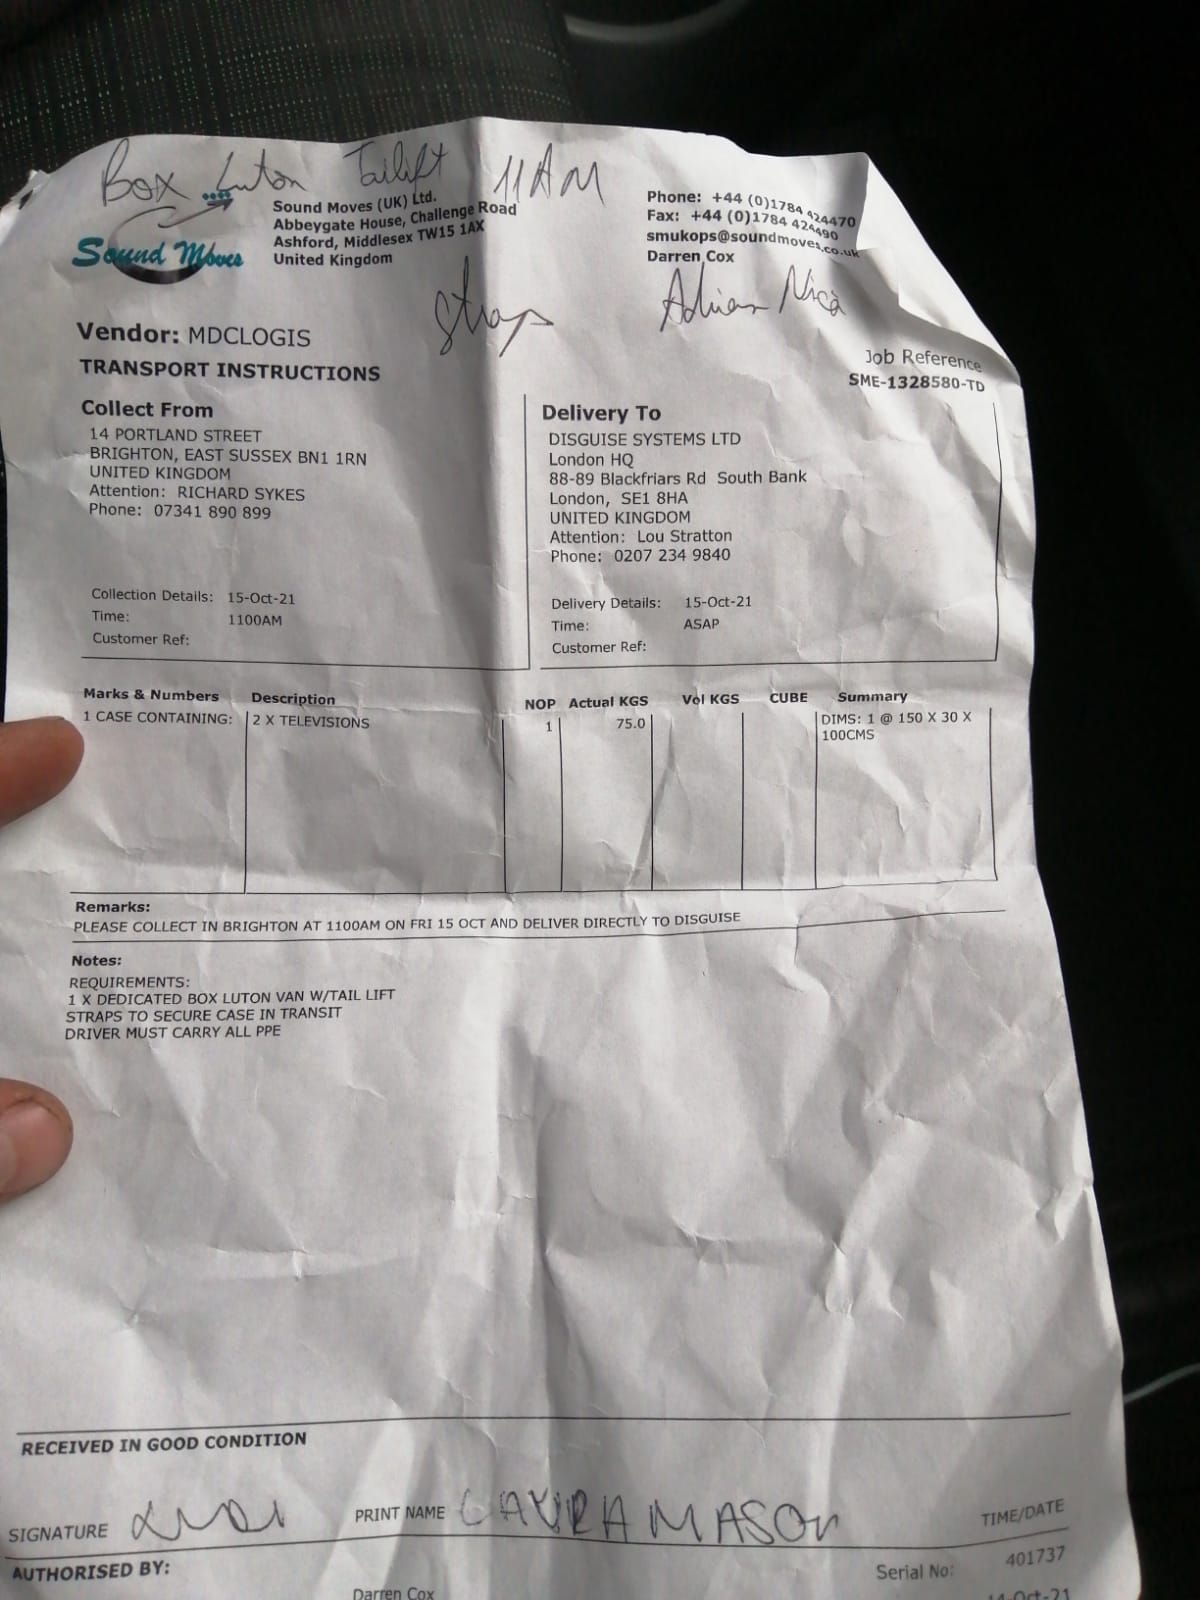 Box Luton Tailift 11AM
Sound Moves
Sound Moves (UK) Ltd.
Abbeygate House, Challenge Road
Ashford, Middlesex TW15 1AX
United Kingdom
Phone: +44 (0)1784 424470
Fax: +44 (0)1784 424490
smukops@soundmoves.co.uk
Darren Cox
Strap
Adrian Nica
Vendor: MDCLOGIS
TRANSPORT INSTRUCTIONS
Job Reference
SME-1328580-TD
Collect From
14 PORTLAND STREET
BRIGHTON, EAST SUSSEX BN1 1RN
UNITED KINGDOM
Attention: RICHARD SYKES
Phone: 07341 890 899
Collection Details: 15-Oct-21
Time: 1100AM
Customer Ref:
Delivery To
DISGUISE SYSTEMS LTD
London HQ
88-89 Blackfriars Rd South Bank
London, SE1 8HA
UNITED KINGDOM
Attention: Lou Stratton
Phone: 0207 234 9840
Delivery Details: 15-Oct-21
Time: ASAP
Customer Ref:
Marks & Numbers Description NOP Actual KGS Vol KGS CUBE Summary
1 CASE CONTAINING: 2 X TELEVISIONS 1 75.0 DIMS: 1 @ 150 X 30 X
100CMS
Remarks:
PLEASE COLLECT IN BRIGHTON AT 1100AM ON FRI 15 OCT AND DELIVER DIRECTLY TO DISGUISE
Notes:
REQUIREMENTS:
1 X DEDICATED BOX LUTON VAN W/TAIL LIFT
STRAPS TO SECURE CASE IN TRANSIT
DRIVER MUST CARRY ALL PPE
RECEIVED IN GOOD CONDITION
SIGNATURE PRINT NAME LAURA MASON TIME/DATE
AUTHORISED BY: Serial No: 401737
Darren Cox 14-Oct-21